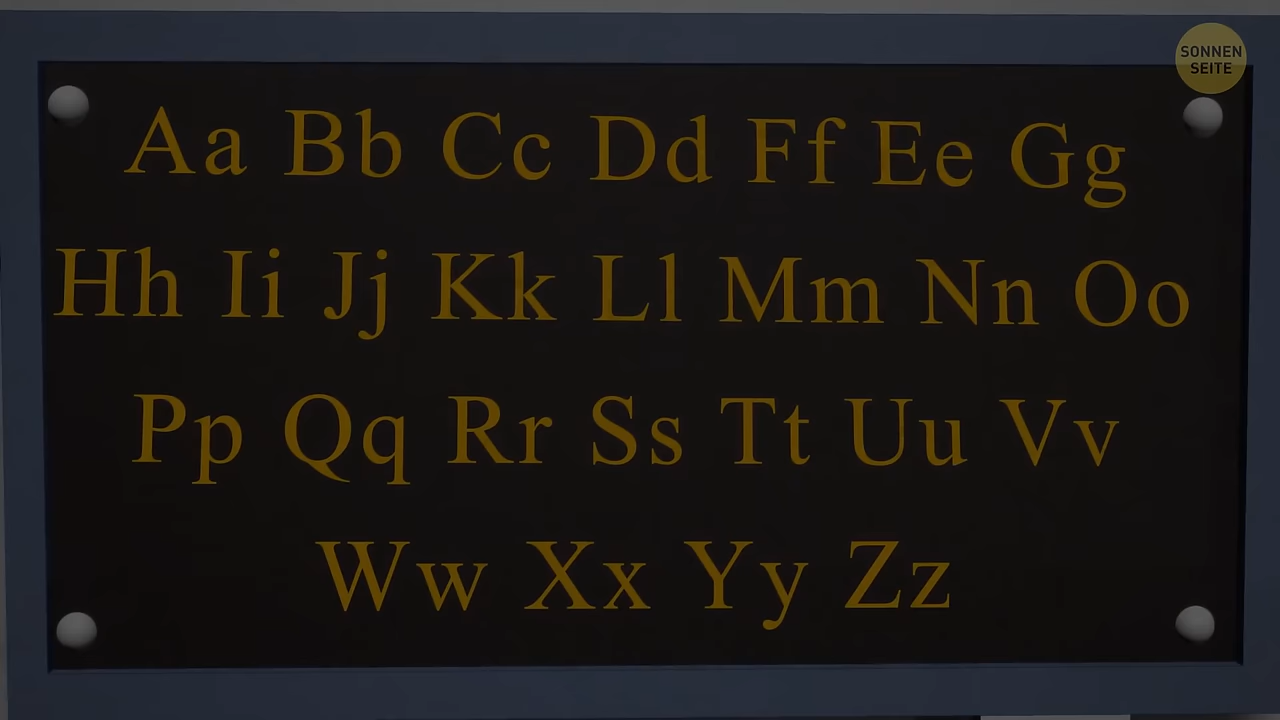 SONNEN
SEITE
Aa Bb Cc Dd Ff Ee Gg
Hh Ii Jj Kk Ll Mm Nn Oo
Pp Qq Rr Ss Tt Uu Vv
Ww Xx Yy Zz